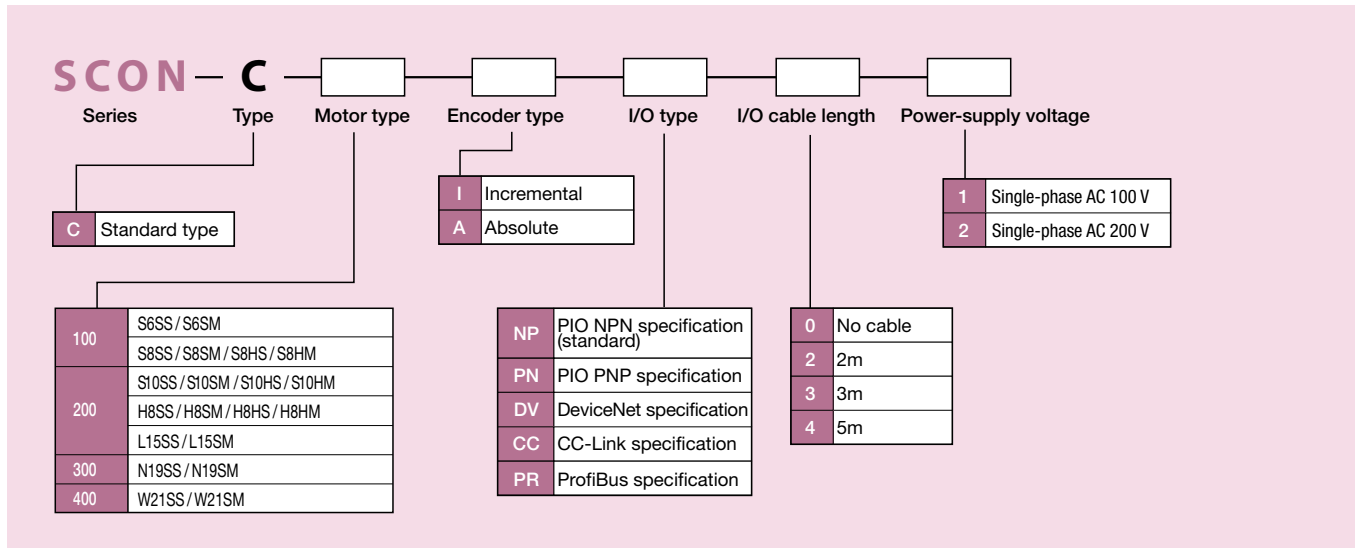 SCON — C
Series Type Motor type Encoder type I/O type I/O cable length Power-supply voltage
C Standard type
I Incremental
A Absolute
1 Single-phase AC 100 V
2 Single-phase AC 200 V
100 S6SS / S6SM
S8SS / S8SM / S8HS / S8HM
200 S10SS / S10SM / S10HS / S10HM
H8SS / H8SM / H8HS / H8HM
L15SS / L15SM
300 N19SS / N19SM
400 W21SS / W21SM
NP PIO NPN specification
(standard)
PN PIO PNP specification
DV DeviceNet specification
CC CC-Link specification
PR ProfiBus specification
0 No cable
2 2m
3 3m
4 5m